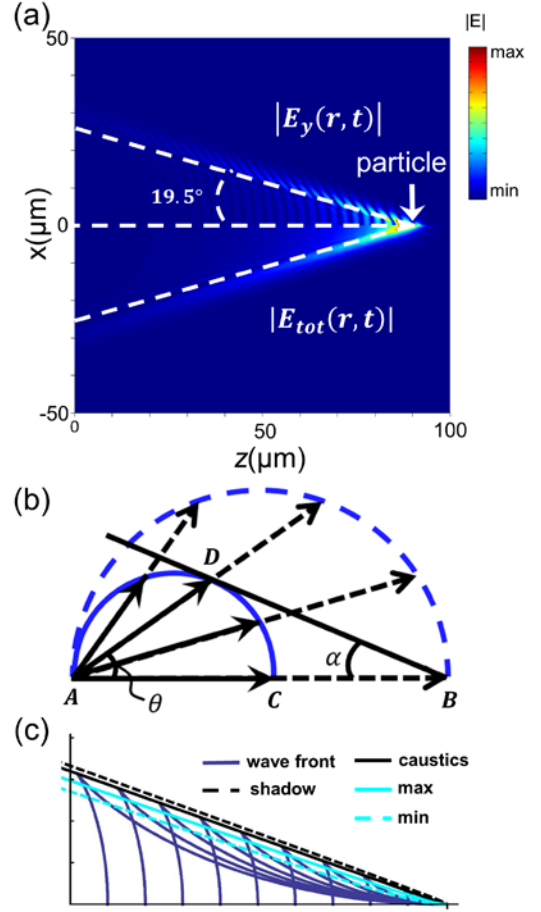 (a)
|E|
50
max
|E_y(r, t)|
particle
19.5°
min
x(μm)
0
|E_tot(r, t)|
-50
0
50
100
z(μm)
(b)
D
α
A
θ
C
B
(c)
wave front
caustics
shadow
max
min